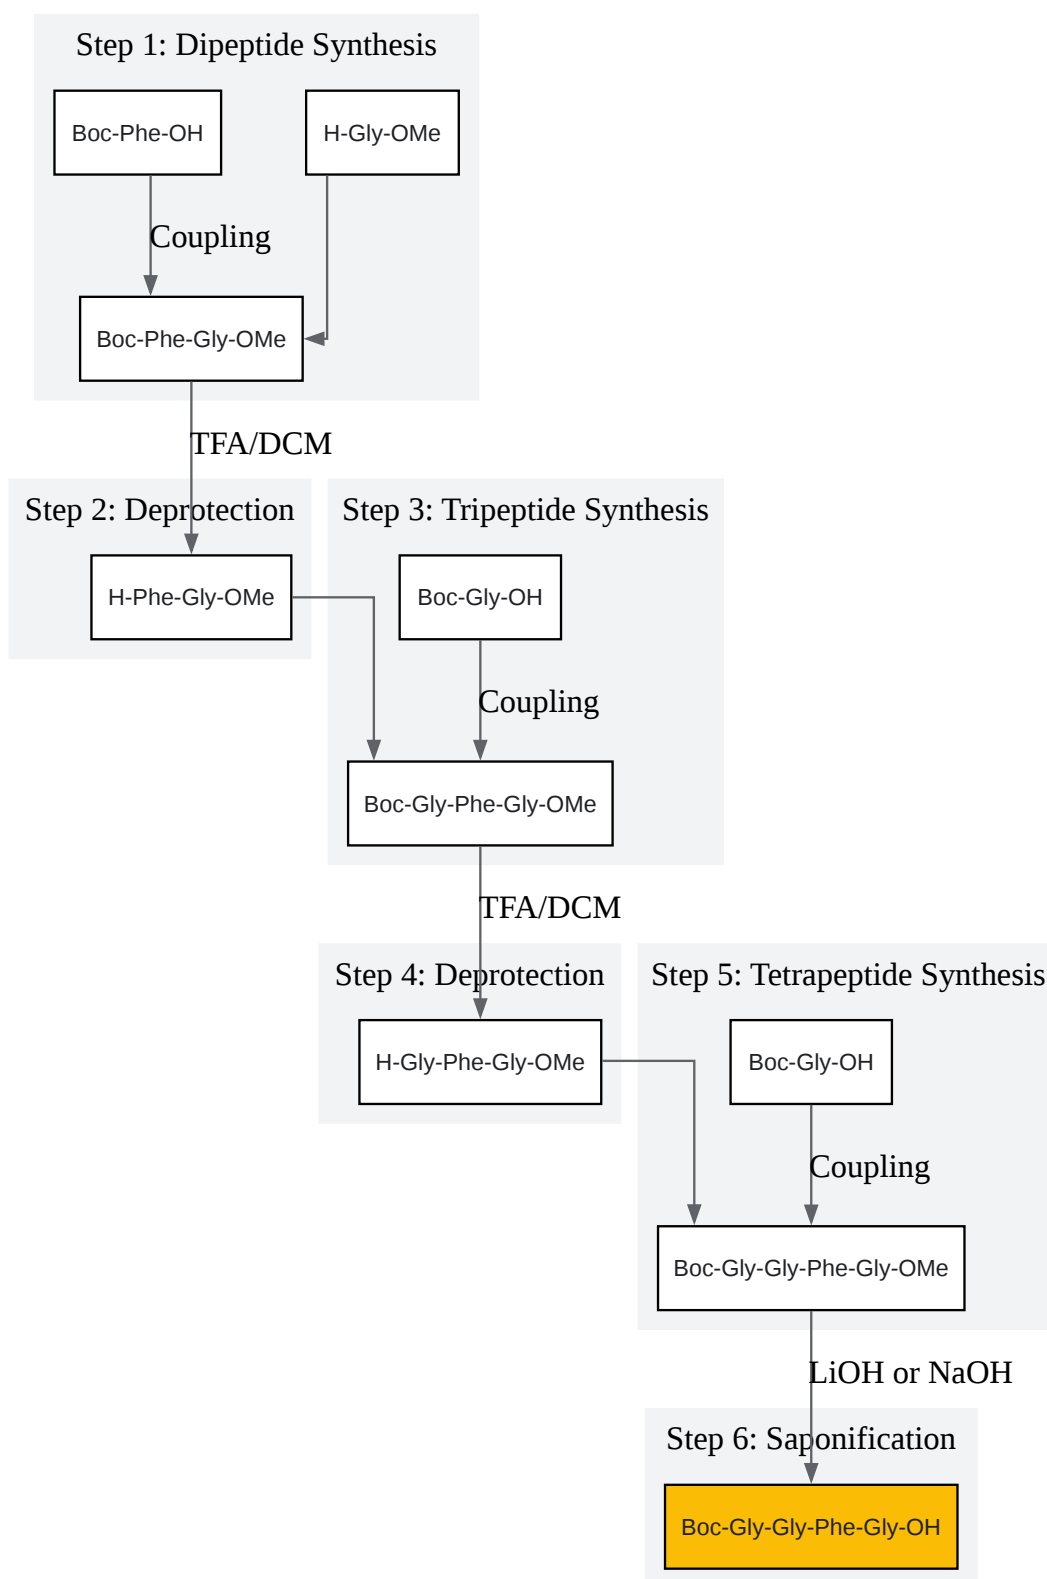 Step 1: Dipeptide Synthesis
Boc-Phe-OH
H-Gly-OMe
Coupling
Boc-Phe-Gly-OMe
TFA/DCM
Step 2: Deprotection
H-Phe-Gly-OMe
Step 3: Tripeptide Synthesis
Boc-Gly-OH
Coupling
Boc-Gly-Phe-Gly-OMe
TFA/DCM
Step 4: Deprotection
H-Gly-Phe-Gly-OMe
Step 5: Tetrapeptide Synthesis
Boc-Gly-OH
Coupling
Boc-Gly-Gly-Phe-Gly-OMe
LiOH or NaOH
Step 6: Saponification
Boc-Gly-Gly-Phe-Gly-OH